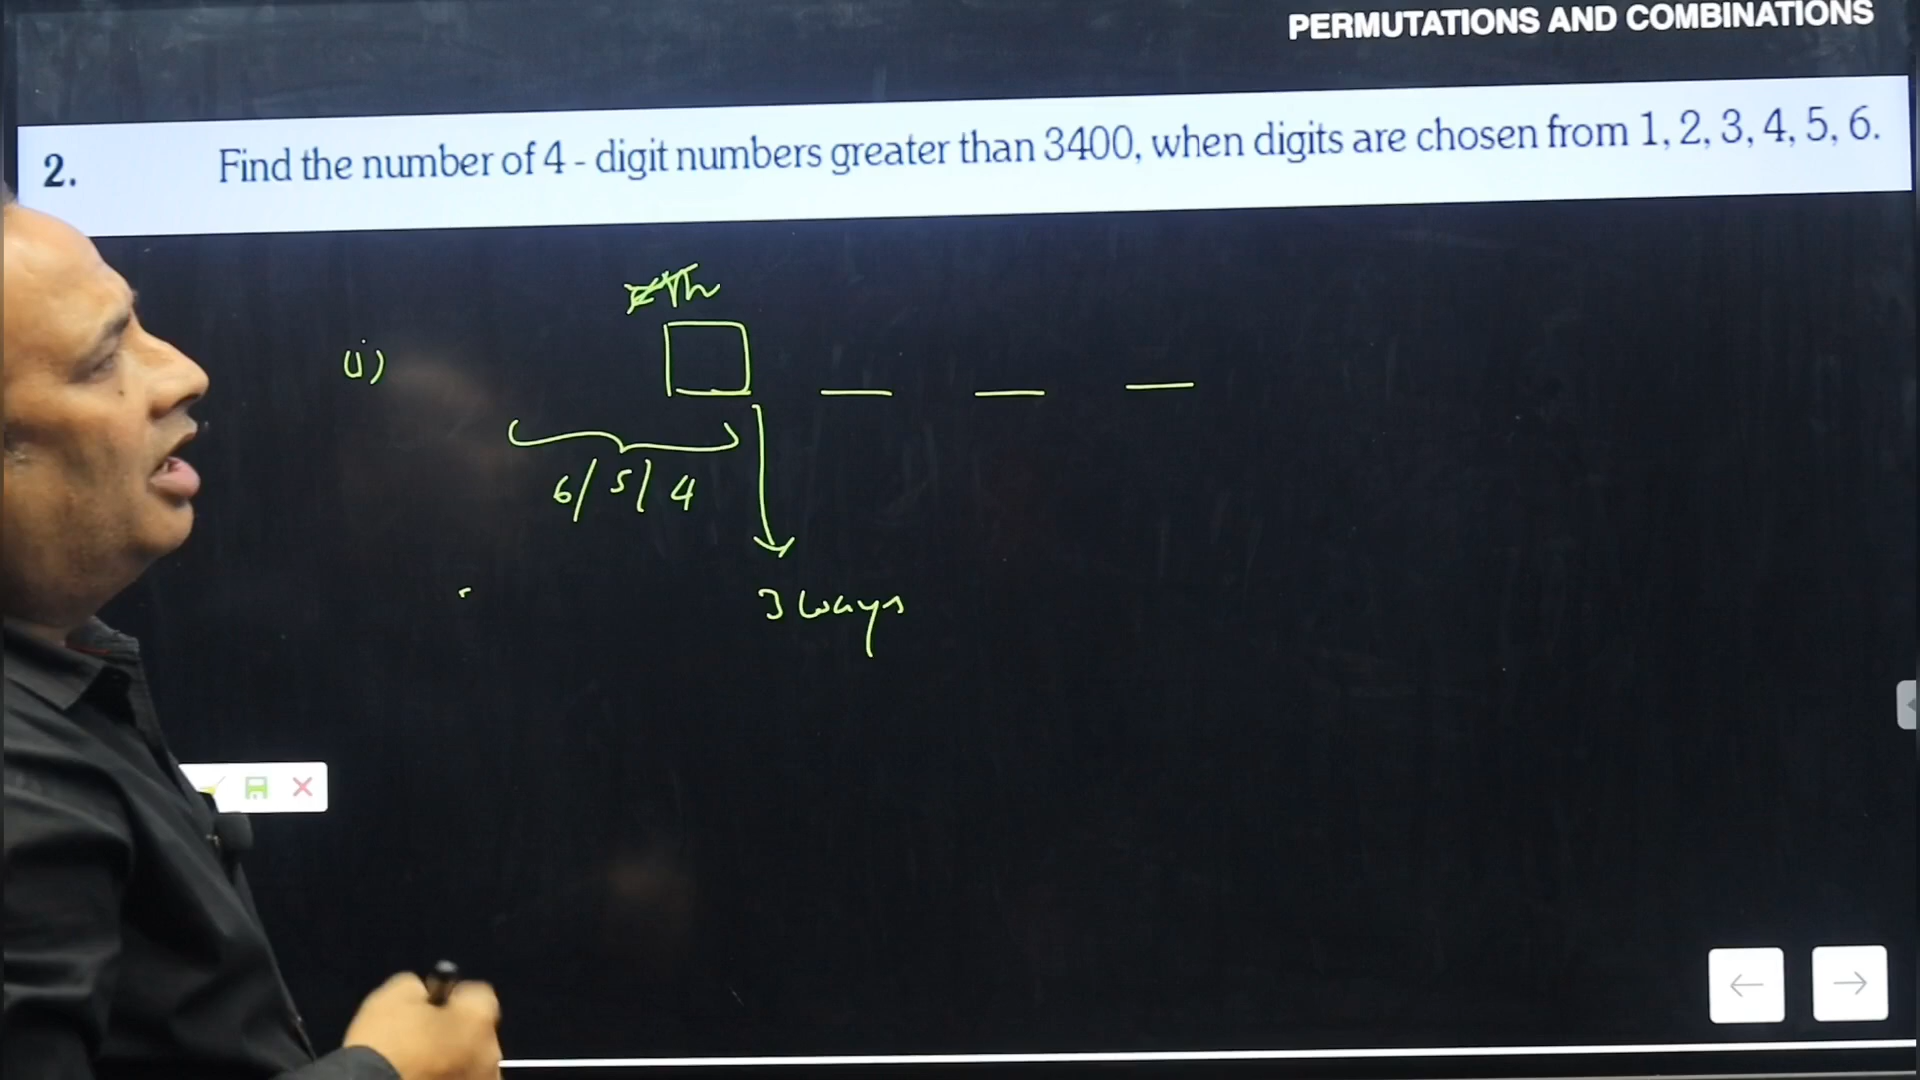 PERMUTATIONS AND COMBINATIONS
2. Find the number of 4 - digit numbers greater than 3400, when digits are chosen from 1, 2, 3, 4, 5, 6.
Th
(i)
6/ 5/ 4
3 ways